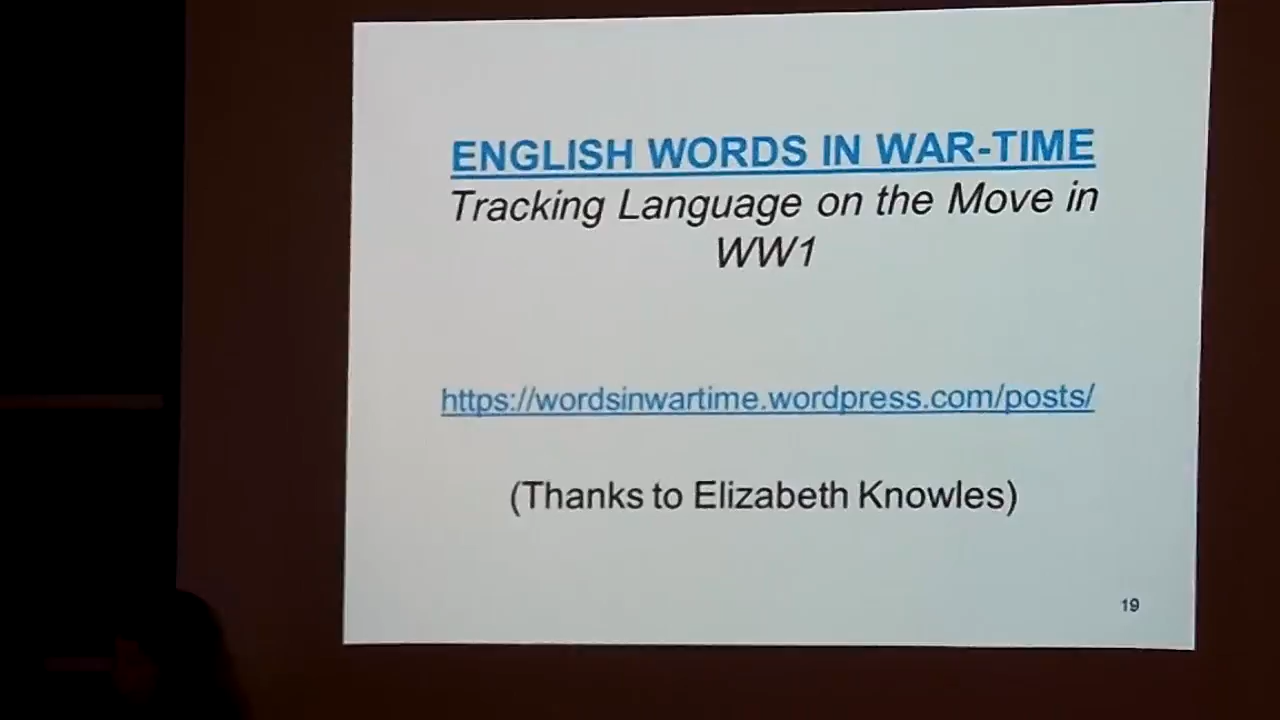 ENGLISH WORDS IN WAR-TIME
Tracking Language on the Move in
WW1
https://wordsinwartime.wordpress.com/posts/
(Thanks to Elizabeth Knowles)
19